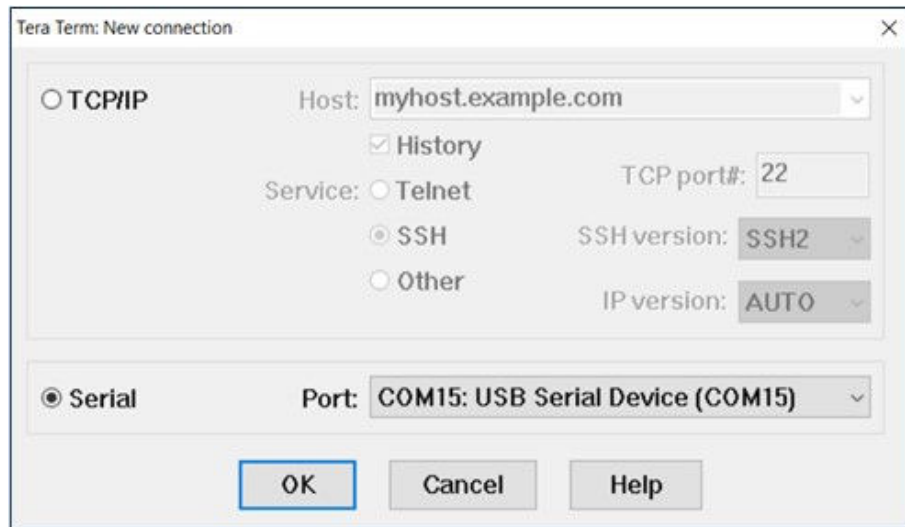 Tera Term: New connection
TCP/IP
Host: myhost.example.com
History
Service: Telnet
TCP port#: 22
SSH
SSH version: SSH2
Other
IP version: AUTO
Serial
Port: COM15: USB Serial Device (COM15)
OK
Cancel
Help